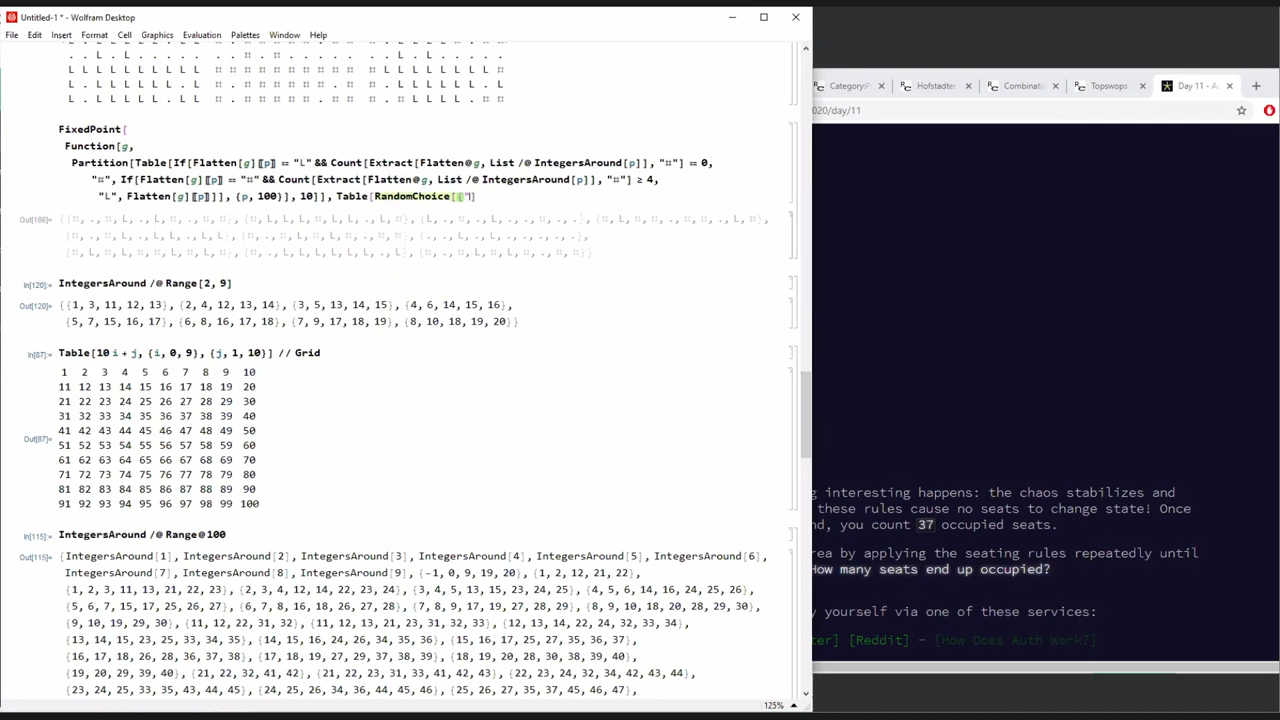 Untitled-1 * - Wolfram Desktop
File Edit Insert Format Cell Graphics Evaluation Palettes Window Help
FixedPoint[
Function[g,
Partition[Table[If[Flatten[g][[p]] == "L" && Count[Extract[Flatten@g, List /@ IntegersAround[p]], "#"] == 0,
"#", If[Flatten[g][[p]] == "#" && Count[Extract[Flatten@g, List /@ IntegersAround[p]], "#"] ≥ 4,
"L", Flatten[g][[p]]]], {p, 100}], 10]], Table[RandomChoice[{"]
Out[186]=
In[120]:= IntegersAround /@ Range[2, 9]
Out[120]= {{1, 3, 11, 12, 13}, {2, 4, 12, 13, 14}, {3, 5, 13, 14, 15}, {4, 6, 14, 15, 16},
{5, 7, 15, 16, 17}, {6, 8, 16, 17, 18}, {7, 9, 17, 18, 19}, {8, 10, 18, 19, 20}}
In[87]:= Table[10 i + j, {i, 0, 9}, {j, 1, 10}] // Grid
1 2 3 4 5 6 7 8 9 10
11 12 13 14 15 16 17 18 19 20
21 22 23 24 25 26 27 28 29 30
31 32 33 34 35 36 37 38 39 40
41 42 43 44 45 46 47 48 49 50
Out[87]=
51 52 53 54 55 56 57 58 59 60
61 62 63 64 65 66 67 68 69 70
71 72 73 74 75 76 77 78 79 80
81 82 83 84 85 86 87 88 89 90
91 92 93 94 95 96 97 98 99 100
In[115]:= IntegersAround /@ Range@100
Out[115]= {IntegersAround[1], IntegersAround[2], IntegersAround[3], IntegersAround[4], IntegersAround[5], IntegersAround[6],
IntegersAround[7], IntegersAround[8], IntegersAround[9], {-1, 0, 9, 19, 20}, {1, 2, 12, 21, 22},
{1, 2, 3, 11, 13, 21, 22, 23}, {2, 3, 4, 12, 14, 22, 23, 24}, {3, 4, 5, 13, 15, 23, 24, 25}, {4, 5, 6, 14, 16, 24, 25, 26},
{5, 6, 7, 15, 17, 25, 26, 27}, {6, 7, 8, 16, 18, 26, 27, 28}, {7, 8, 9, 17, 19, 27, 28, 29}, {8, 9, 10, 18, 20, 28, 29, 30},
{9, 10, 19, 29, 30}, {11, 12, 22, 31, 32}, {11, 12, 13, 21, 23, 31, 32, 33}, {12, 13, 14, 22, 24, 32, 33, 34},
{13, 14, 15, 23, 25, 33, 34, 35}, {14, 15, 16, 24, 26, 34, 35, 36}, {15, 16, 17, 25, 27, 35, 36, 37},
{16, 17, 18, 26, 28, 36, 37, 38}, {17, 18, 19, 27, 29, 37, 38, 39}, {18, 19, 20, 28, 30, 38, 39, 40},
{19, 20, 29, 39, 40}, {21, 22, 32, 41, 42}, {21, 22, 23, 31, 33, 41, 42, 43}, {22, 23, 24, 32, 34, 42, 43, 44},
{23, 24, 25, 33, 35, 43, 44, 45}, {24, 25, 26, 34, 36, 44, 45, 46}, {25, 26, 27, 35, 37, 45, 46, 47},
125%
Category: Hofstadter Combinatio Topswops Day 11 - A
020/day/11
g interesting happens: the chaos stabilizes and
these rules cause no seats to change state! Once
nd, you count 37 occupied seats.
rea by applying the seating rules repeatedly until
How many seats end up occupied?
y yourself via one of these services:
ter] [Reddit] - [How Does Auth Work?]